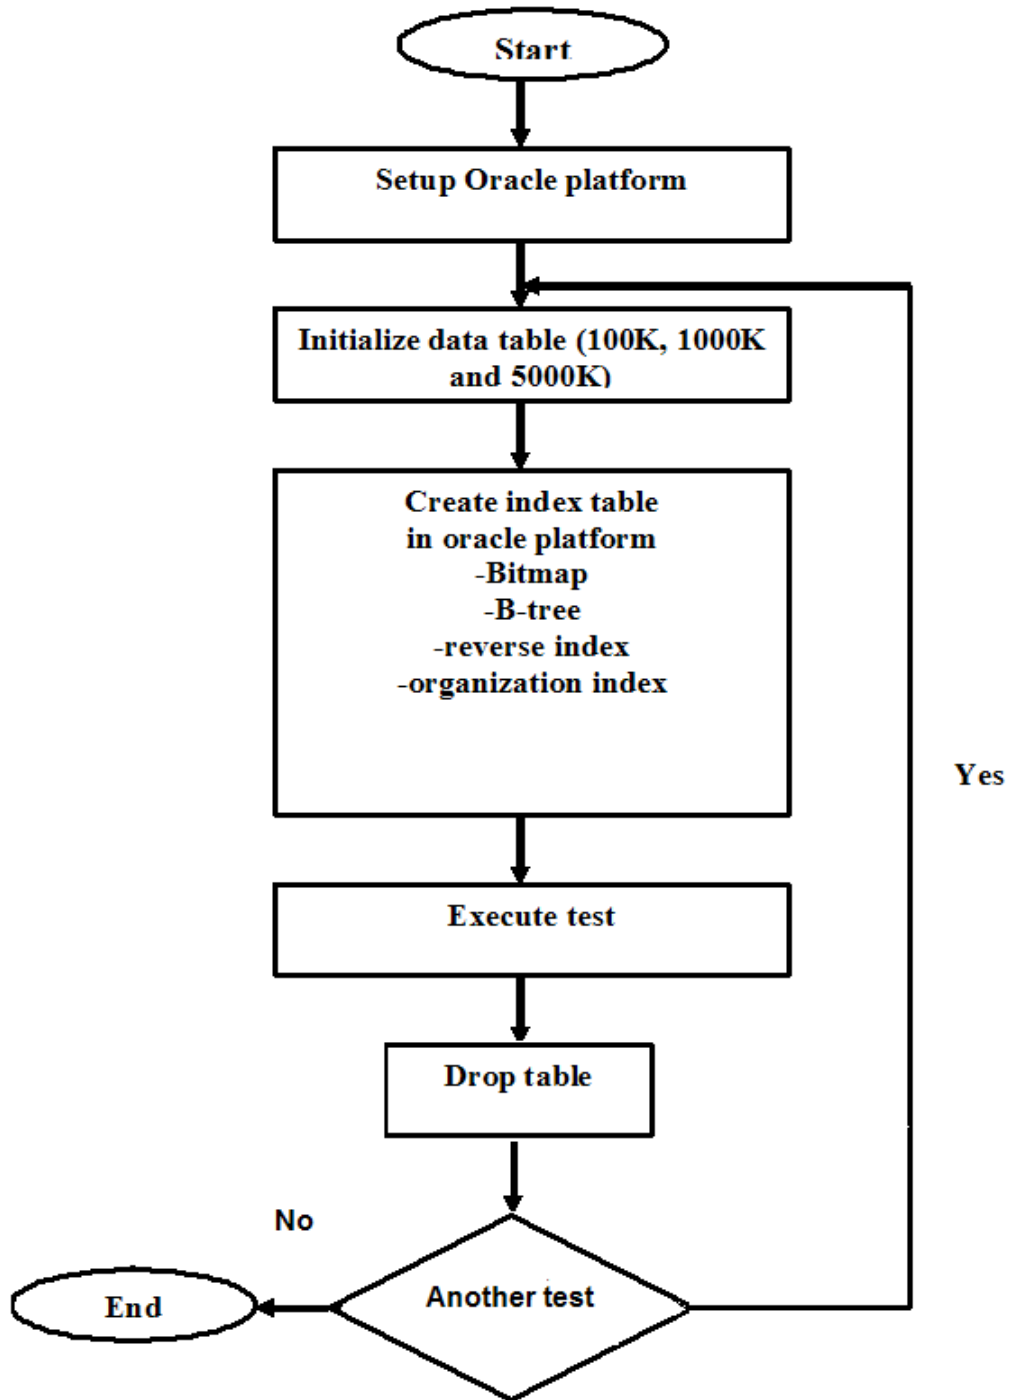 Start
Setup Oracle platform
Initialize data table (100K, 1000K
and 5000K)
Create index table
in oracle platform
-Bitmap
-B-tree
-reverse index
-organization index
Yes
Execute test
Drop table
No
Another test
End